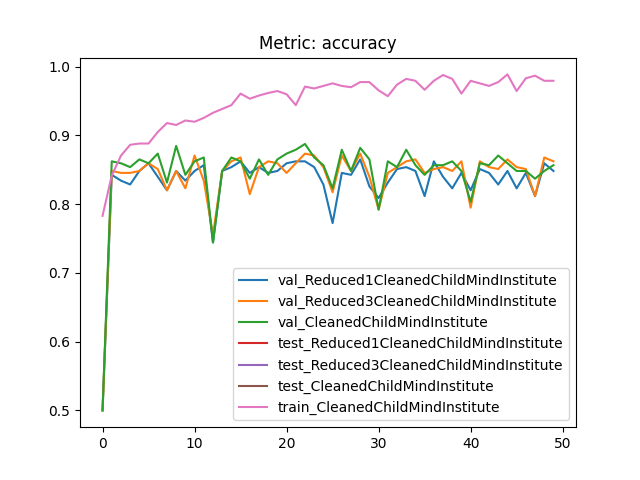 Metric: accuracy
1.0
0.9
0.8
0.7
0.6
0.5
val_Reduced1CleanedChildMindInstitute
val_Reduced3CleanedChildMindInstitute
val_CleanedChildMindInstitute
test_Reduced1CleanedChildMindInstitute
test_Reduced3CleanedChildMindInstitute
test_CleanedChildMindInstitute
train_CleanedChildMindInstitute
0 10 20 30 40 50